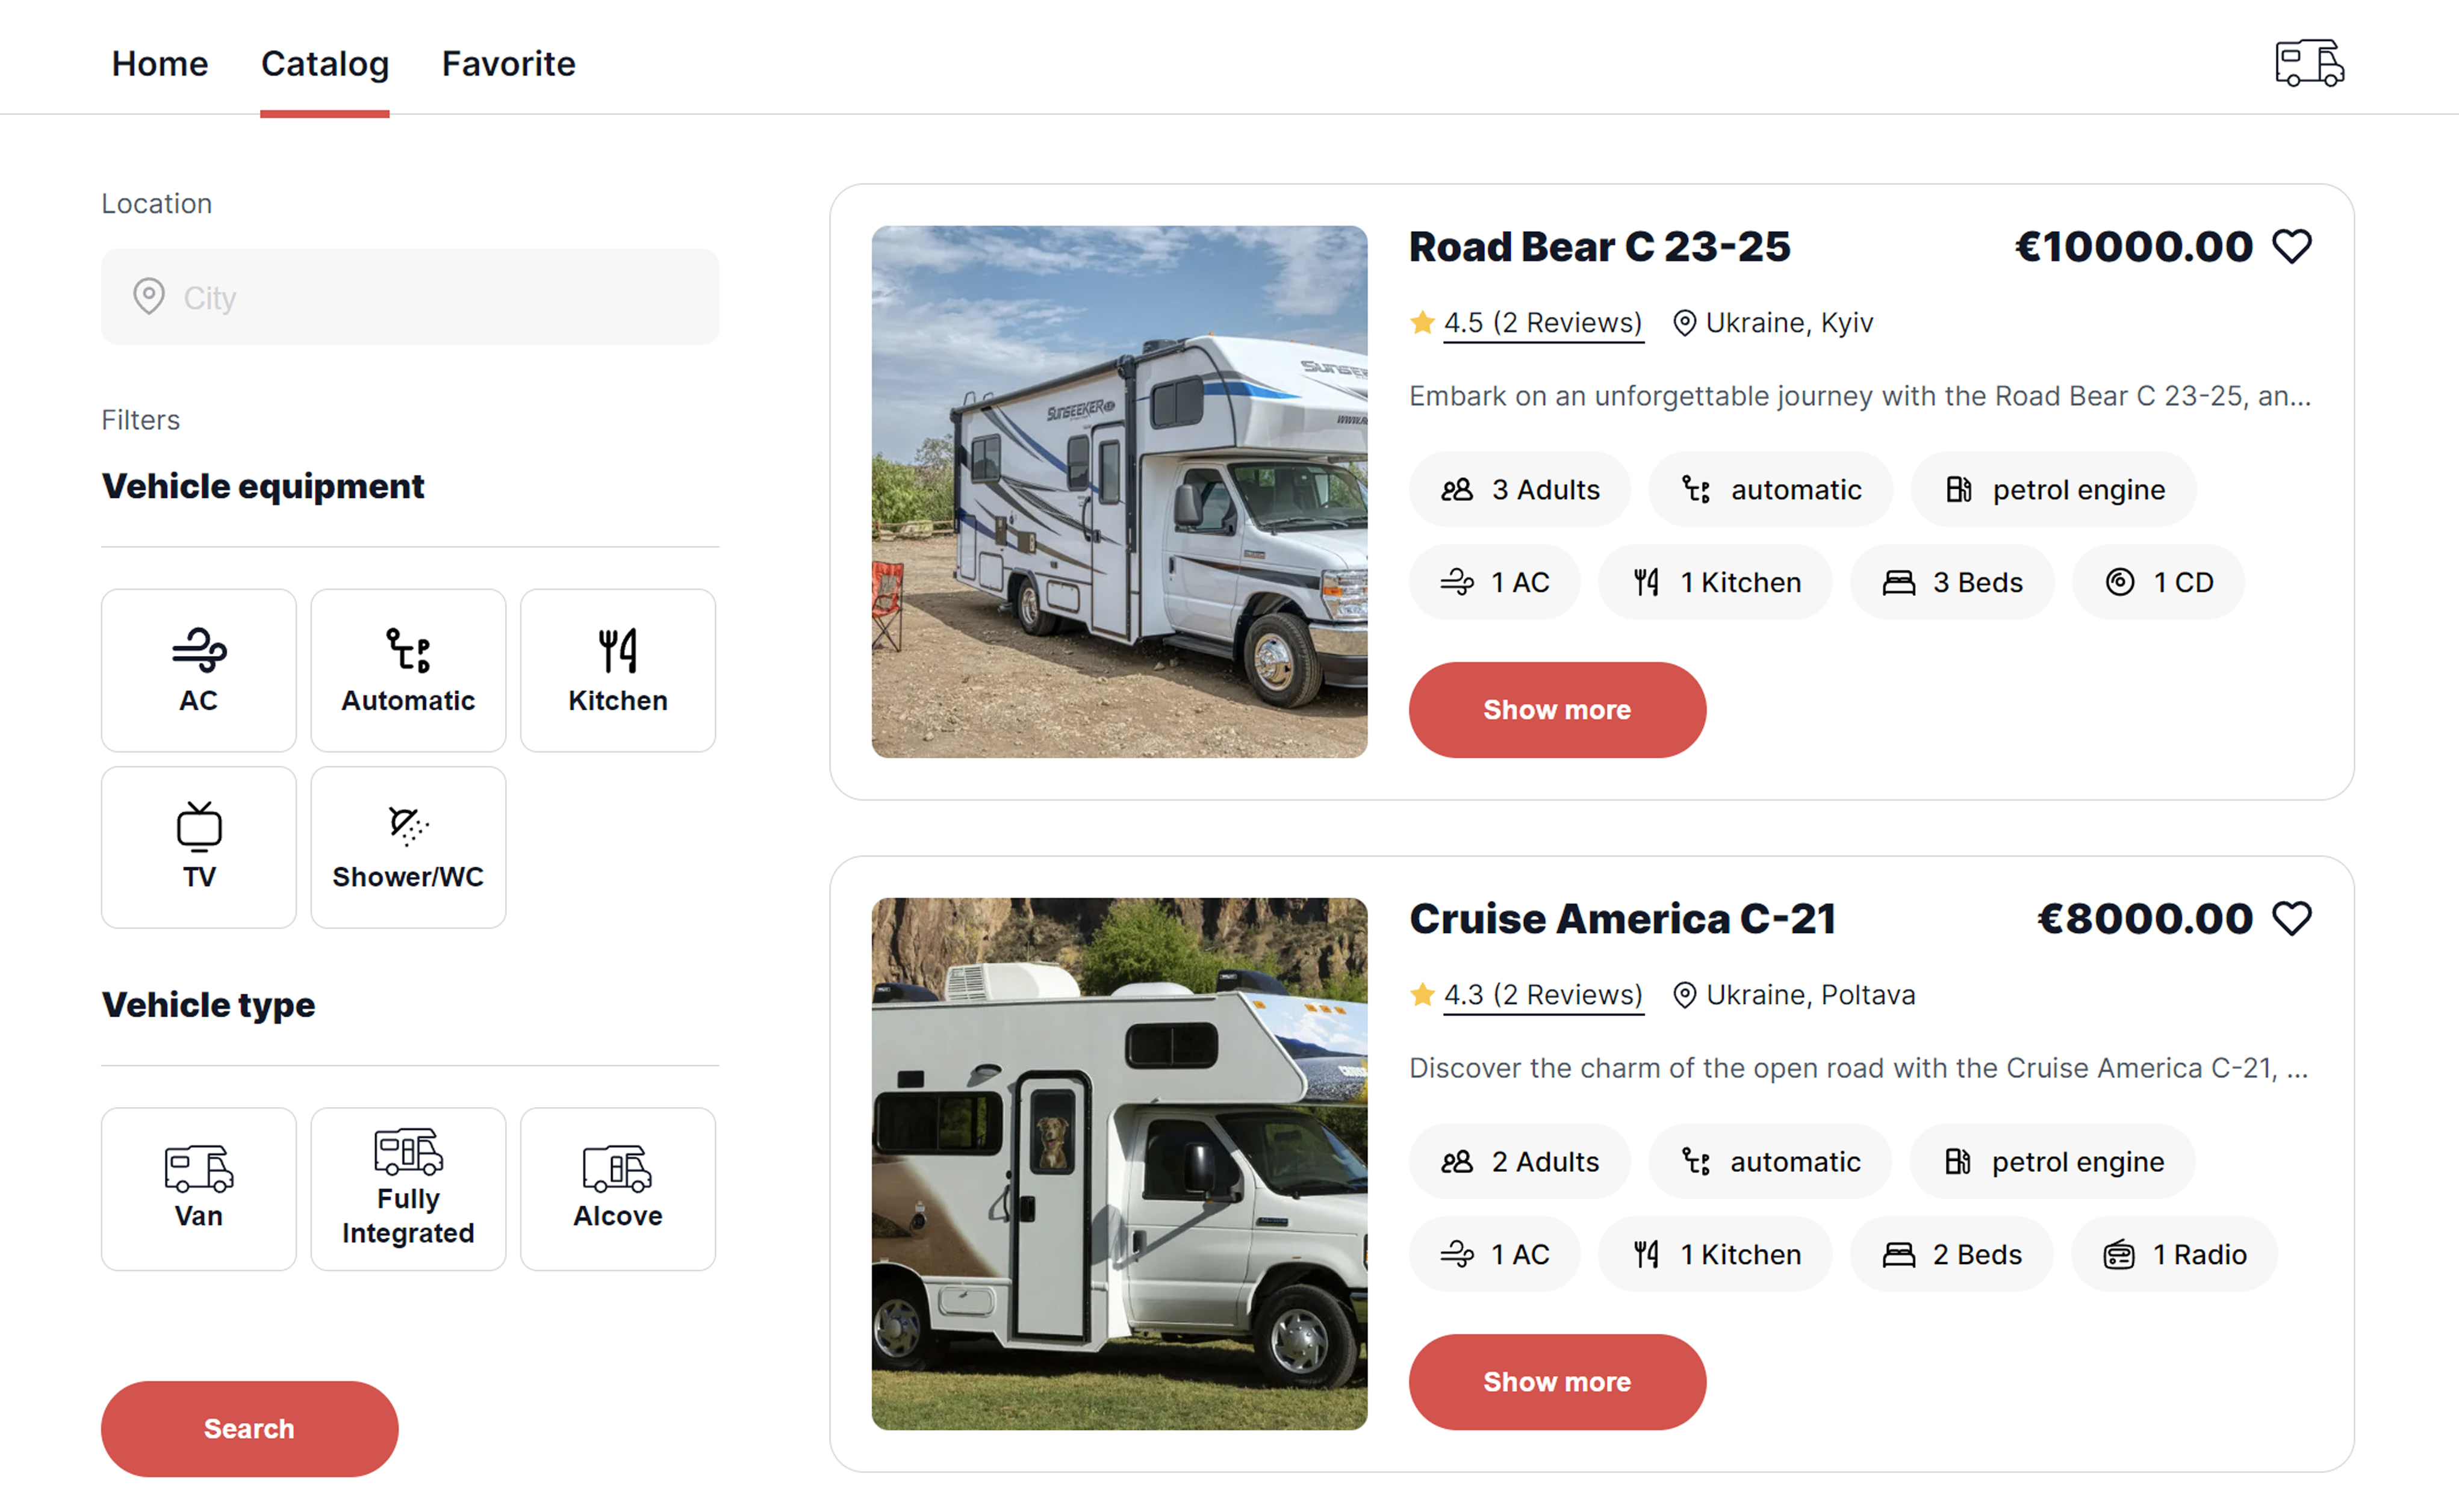 Home Catalog Favorite
Location
City
Filters
Vehicle equipment
AC
Automatic
Kitchen
TV
Shower/WC
Vehicle type
Van
Fully
Integrated
Alcove
Search
Road Bear C 23-25
€10000.00
4.5 (2 Reviews)
Ukraine, Kyiv
Embark on an unforgettable journey with the Road Bear C 23-25, an...
3 Adults
automatic
petrol engine
1 AC
1 Kitchen
3 Beds
1 CD
Show more
SUNSEEKER
Cruise America C-21
€8000.00
4.3 (2 Reviews)
Ukraine, Poltava
Discover the charm of the open road with the Cruise America C-21, ...
2 Adults
automatic
petrol engine
1 AC
1 Kitchen
2 Beds
1 Radio
Show more